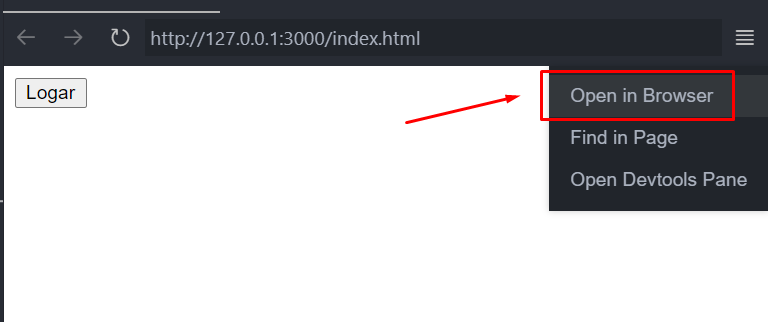 http://127.0.0.1:3000/index.html
Logar
Open in Browser
Find in Page
Open Devtools Pane